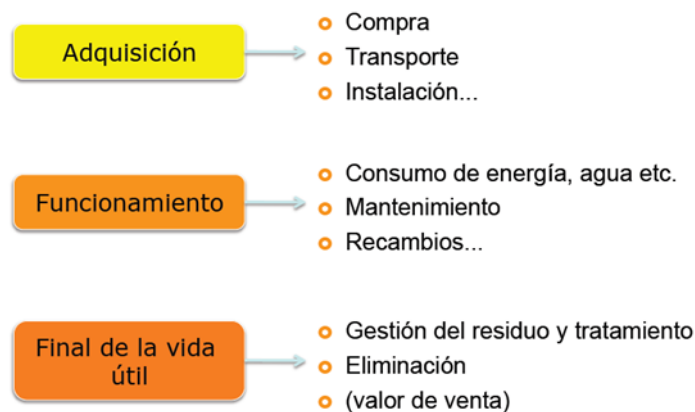 Adquisición
Compra
Transporte
Instalación...
Funcionamiento
Consumo de energía, agua etc.
Mantenimiento
Recambios...
Final de la vida
útil
Gestión del residuo y tratamiento
Eliminación
(valor de venta)